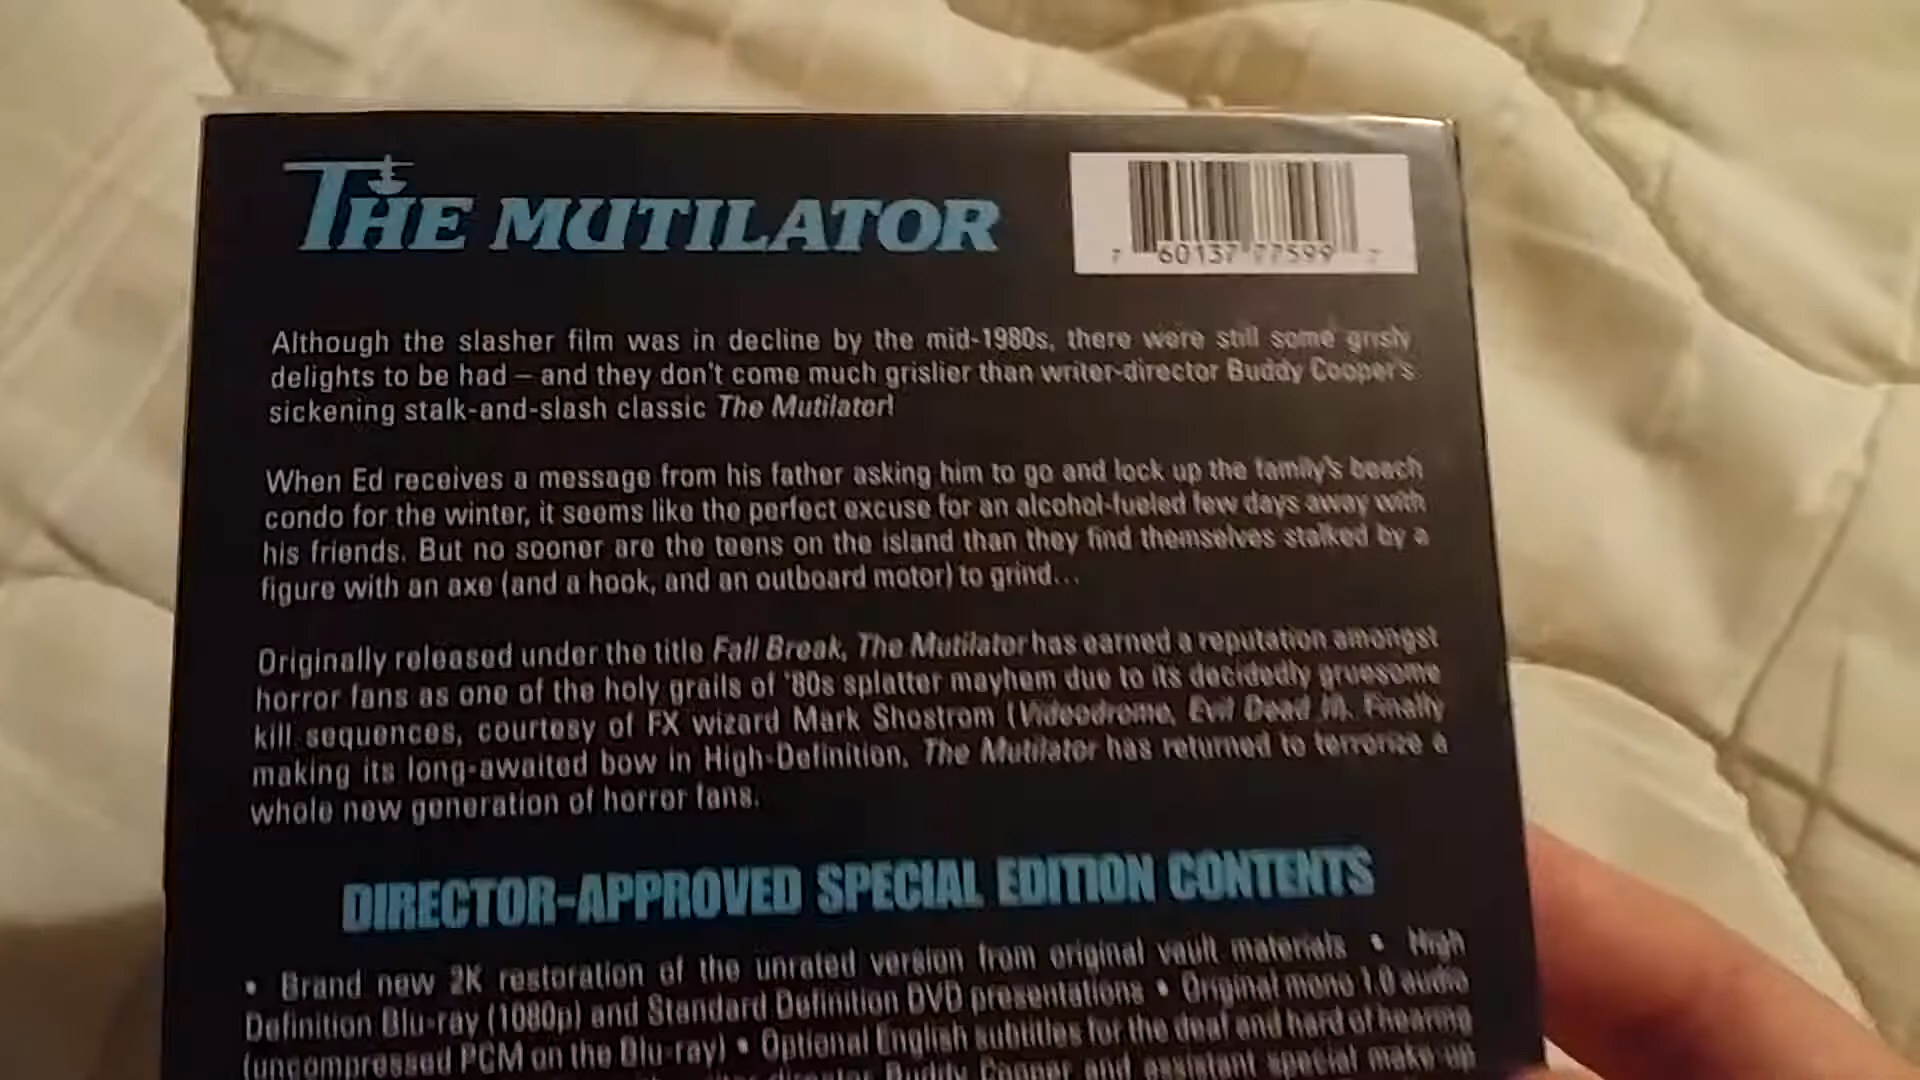 THE MUTILATOR
7 60137 77599 7
Although the slasher film was in decline by the mid-1980s, there were still some grisly
delights to be had – and they don't come much grislier than writer-director Buddy Cooper's
sickening stalk-and-slash classic The Mutilator!
When Ed receives a message from his father asking him to go and lock up the family's beach
condo for the winter, it seems like the perfect excuse for an alcohol-fueled few days away with
his friends. But no sooner are the teens on the island than they find themselves stalked by a
figure with an axe (and a hook, and an outboard motor) to grind...
Originally released under the title Fall Break, The Mutilator has earned a reputation amongst
horror fans as one of the holy grails of '80s splatter mayhem due to its decidedly gruesome
kill sequences, courtesy of FX wizard Mark Shostrom (Videodrome, Evil Dead II). Finally
making its long-awaited bow in High-Definition, The Mutilator has returned to terrorize a
whole new generation of horror fans.
DIRECTOR-APPROVED SPECIAL EDITION CONTENTS
• Brand new 2K restoration of the unrated version from original vault materials • High
Definition Blu-ray (1080p) and Standard Definition DVD presentations • Original mono 1.0 audio
(uncompressed PCM on the Blu-ray) • Optional English subtitles for the deaf and hard of hearing
director Buddy Cooper and assistant special make-up